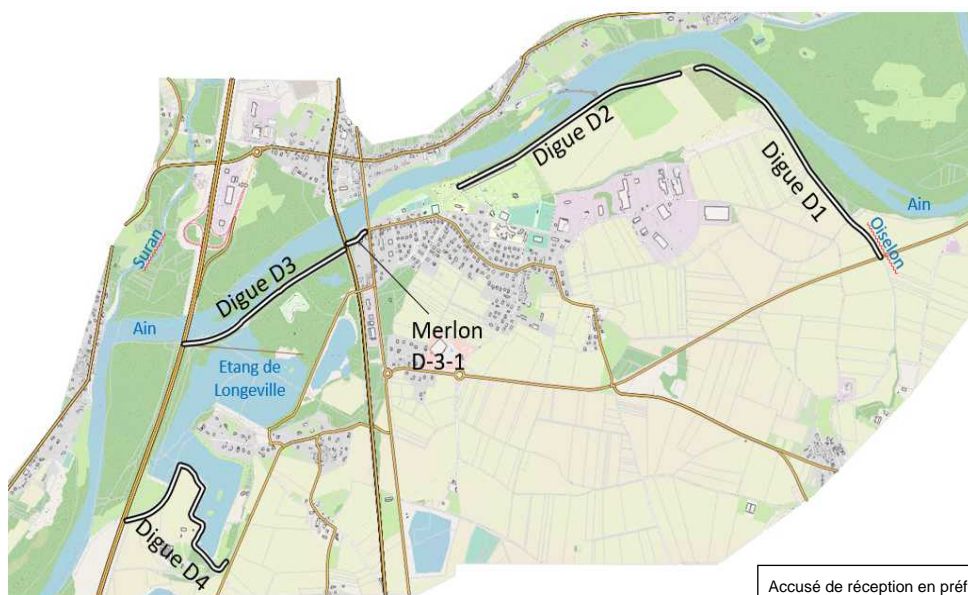 Digue D2
Digue D1
Ain
Oiselon
Suran
Digue D3
Ain
Merlon
D-3-1
Etang de
Longeville
Digue D4
Accusé de réception en préf